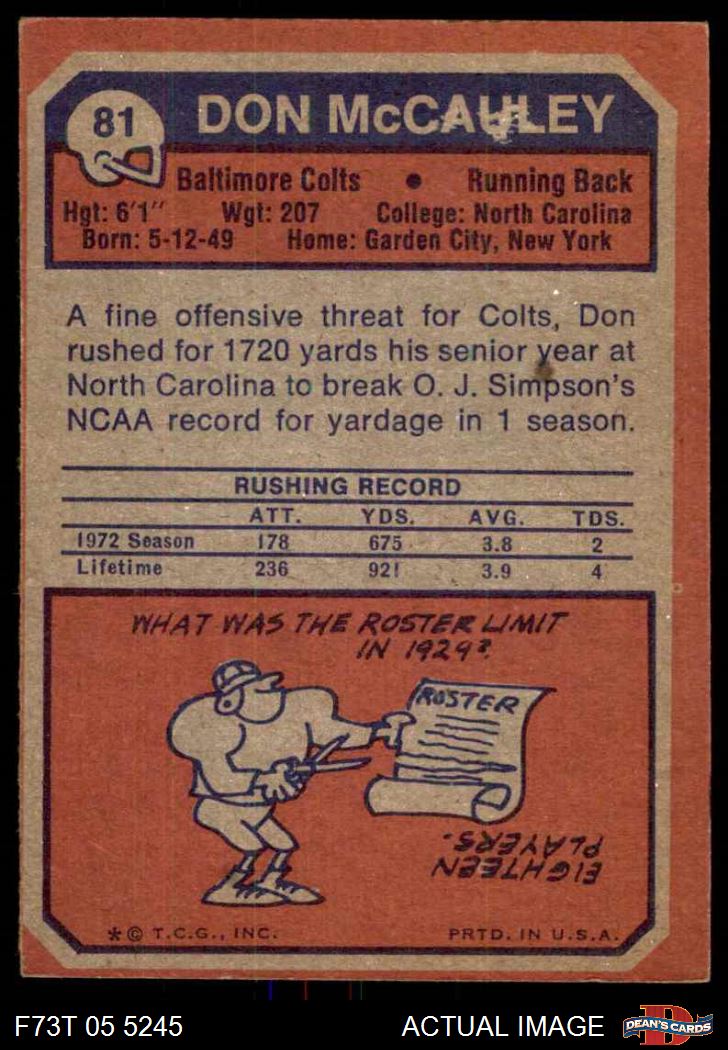 81
DON McCAULEY
Baltimore Colts • Running Back
Hgt: 6'1" Wgt: 207 College: North Carolina
Born: 5-12-49 Home: Garden City, New York
A fine offensive threat for Colts, Don
rushed for 1720 yards his senior year at
North Carolina to break O. J. Simpson's
NCAA record for yardage in 1 season.
RUSHING RECORD
ATT. YDS. AVG. TDS.
1972 Season 178 675 3.8 2
Lifetime 236 921 3.9 4
WHAT WAS THE ROSTER LIMIT
IN 1929?
ROSTER
EIGHTEEN
PLAYERS.
*© T.C.G., INC. PRTD. IN U.S.A.
F73T 05 5245 ACTUAL IMAGE
D
DEAN'S CARDS